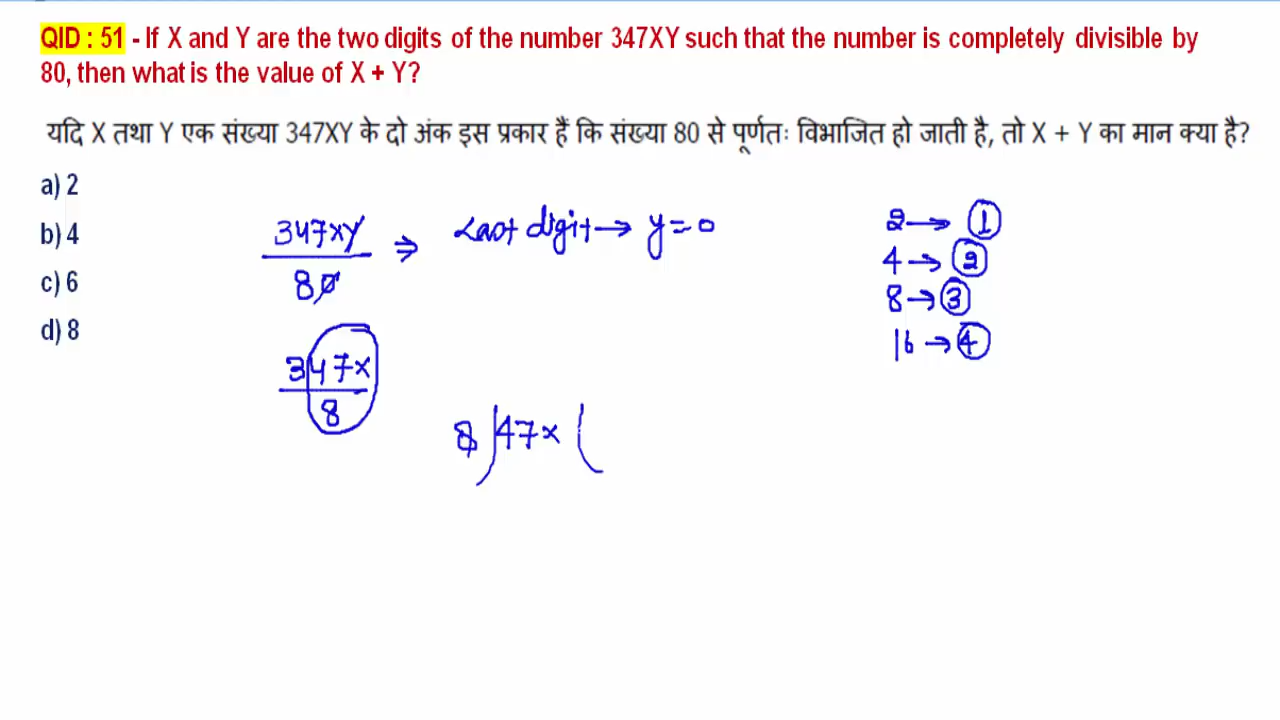 QID : 51 - If X and Y are the two digits of the number 347XY such that the number is completely divisible by
80, then what is the value of X + Y?
यदि X तथा Y एक संख्या 347XY के दो अंक इस प्रकार हैं कि संख्या 80 से पूर्णतः विभाजित हो जाती है, तो X + Y का मान क्या है?
a) 2
b) 4
c) 6
d) 8
347XY
80
⇒ Last digit → y = 0
347x
8
8)47x(
2 → 1
4 → 2
8 → 3
16 → 4